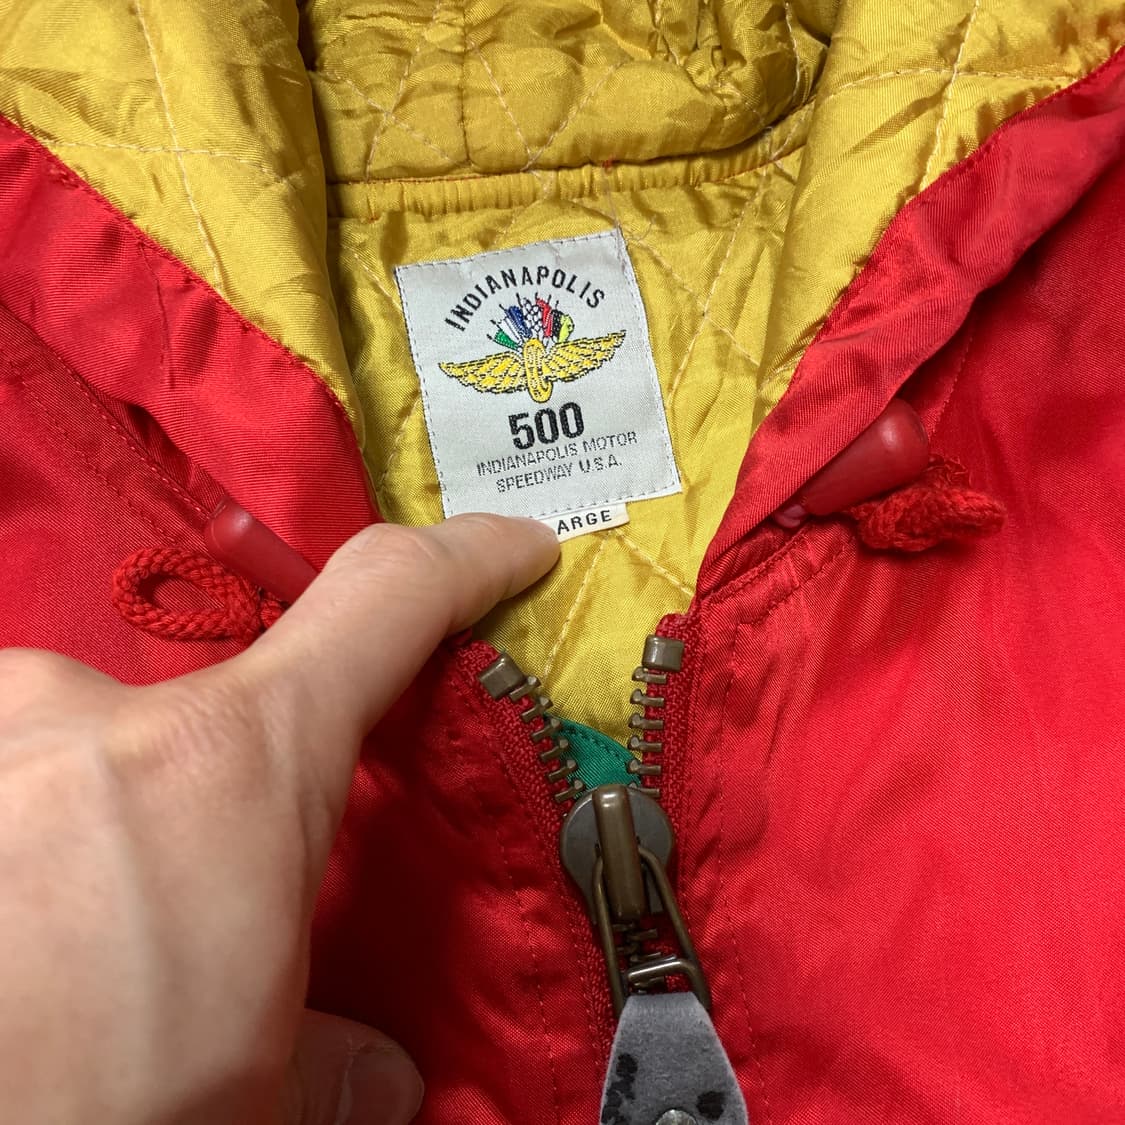 INDIANAPOLIS
500
INDIANAPOLIS MOTOR
SPEEDWAY U.S.A.
ARGE